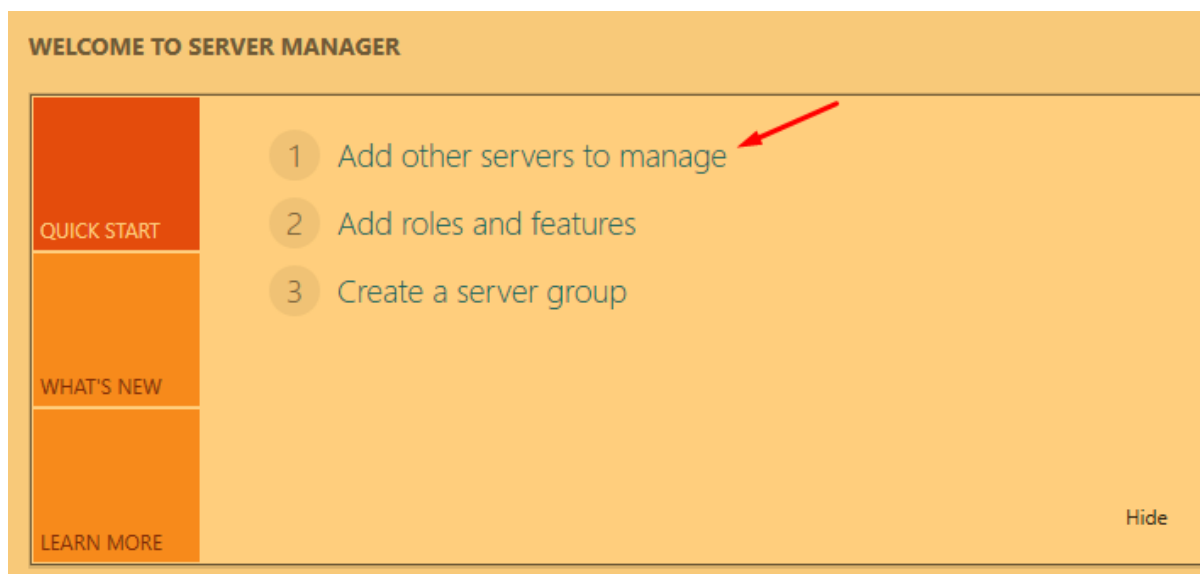 WELCOME TO SERVER MANAGER
QUICK START
1 Add other servers to manage
2 Add roles and features
3 Create a server group
WHAT'S NEW
LEARN MORE
Hide